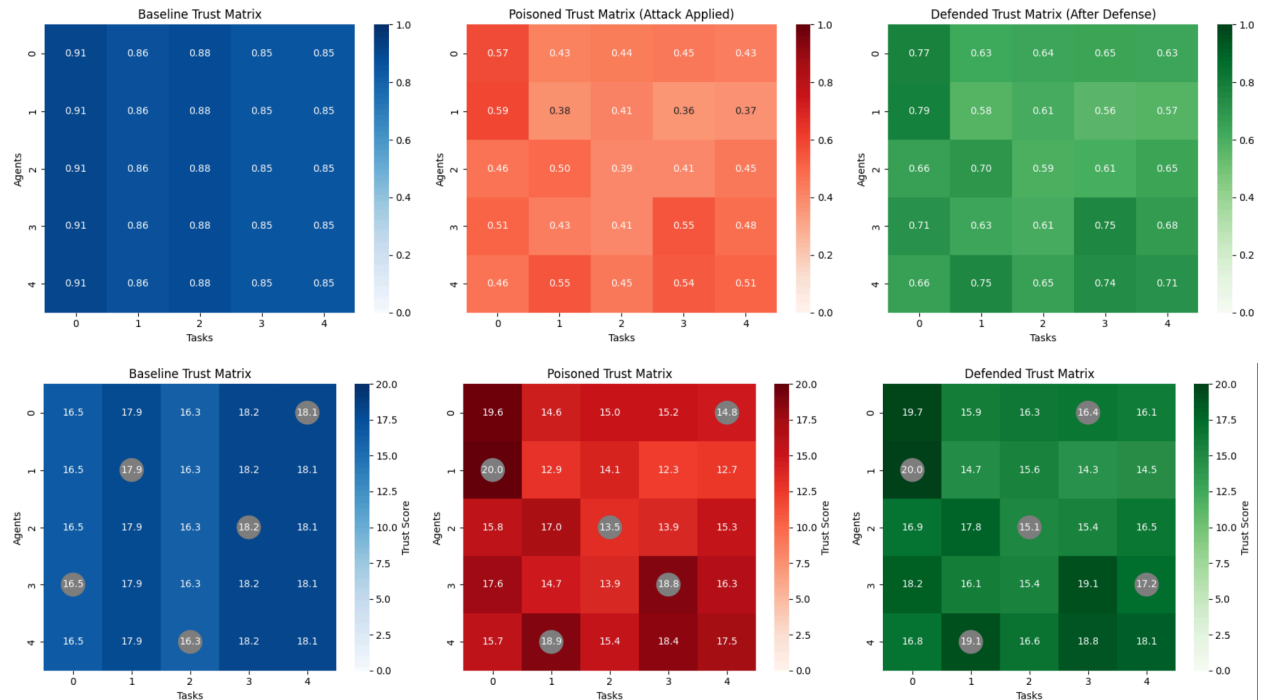 Baseline Trust Matrix
Poisoned Trust Matrix (Attack Applied)
Defended Trust Matrix (After Defense)
0 0.91 0.86 0.88 0.85 0.85
1 0.91 0.86 0.88 0.85 0.85
2 0.91 0.86 0.88 0.85 0.85
3 0.91 0.86 0.88 0.85 0.85
4 0.91 0.86 0.88 0.85 0.85
0 1 2 3 4
Agents
Tasks
1.0
0.8
0.6
0.4
0.2
0.0
0 0.57 0.43 0.44 0.45 0.43
1 0.59 0.38 0.41 0.36 0.37
2 0.46 0.50 0.39 0.41 0.45
3 0.51 0.43 0.41 0.55 0.48
4 0.46 0.55 0.45 0.54 0.51
0 1 2 3 4
Agents
Tasks
1.0
0.8
0.6
0.4
0.2
0.0
0 0.77 0.63 0.64 0.65 0.63
1 0.79 0.58 0.61 0.56 0.57
2 0.66 0.70 0.59 0.61 0.65
3 0.71 0.63 0.61 0.75 0.68
4 0.66 0.75 0.65 0.74 0.71
0 1 2 3 4
Agents
Tasks
1.0
0.8
0.6
0.4
0.2
0.0
Baseline Trust Matrix
Poisoned Trust Matrix
Defended Trust Matrix
0 16.5 17.9 16.3 18.2 18.1
1 16.5 17.9 16.3 18.2 18.1
2 16.5 17.9 16.3 18.2 18.1
3 16.5 17.9 16.3 18.2 18.1
4 16.5 17.9 16.3 18.2 18.1
0 1 2 3 4
Agents
Tasks
20.0
17.5
15.0
12.5
10.0
7.5
5.0
2.5
0.0
Trust Score
0 19.6 14.6 15.0 15.2 14.8
1 20.0 12.9 14.1 12.3 12.7
2 15.8 17.0 13.5 13.9 15.3
3 17.6 14.7 13.9 18.8 16.3
4 15.7 18.9 15.4 18.4 17.5
0 1 2 3 4
Agents
Tasks
20.0
17.5
15.0
12.5
10.0
7.5
5.0
2.5
0.0
Trust Score
0 19.7 15.9 16.3 16.4 16.1
1 20.0 14.7 15.6 14.3 14.5
2 16.9 17.8 15.1 15.4 16.5
3 18.2 16.1 15.4 19.1 17.2
4 16.8 19.1 16.6 18.8 18.1
0 1 2 3 4
Agents
Tasks
20.0
17.5
15.0
12.5
10.0
7.5
5.0
2.5
0.0
Trust Score